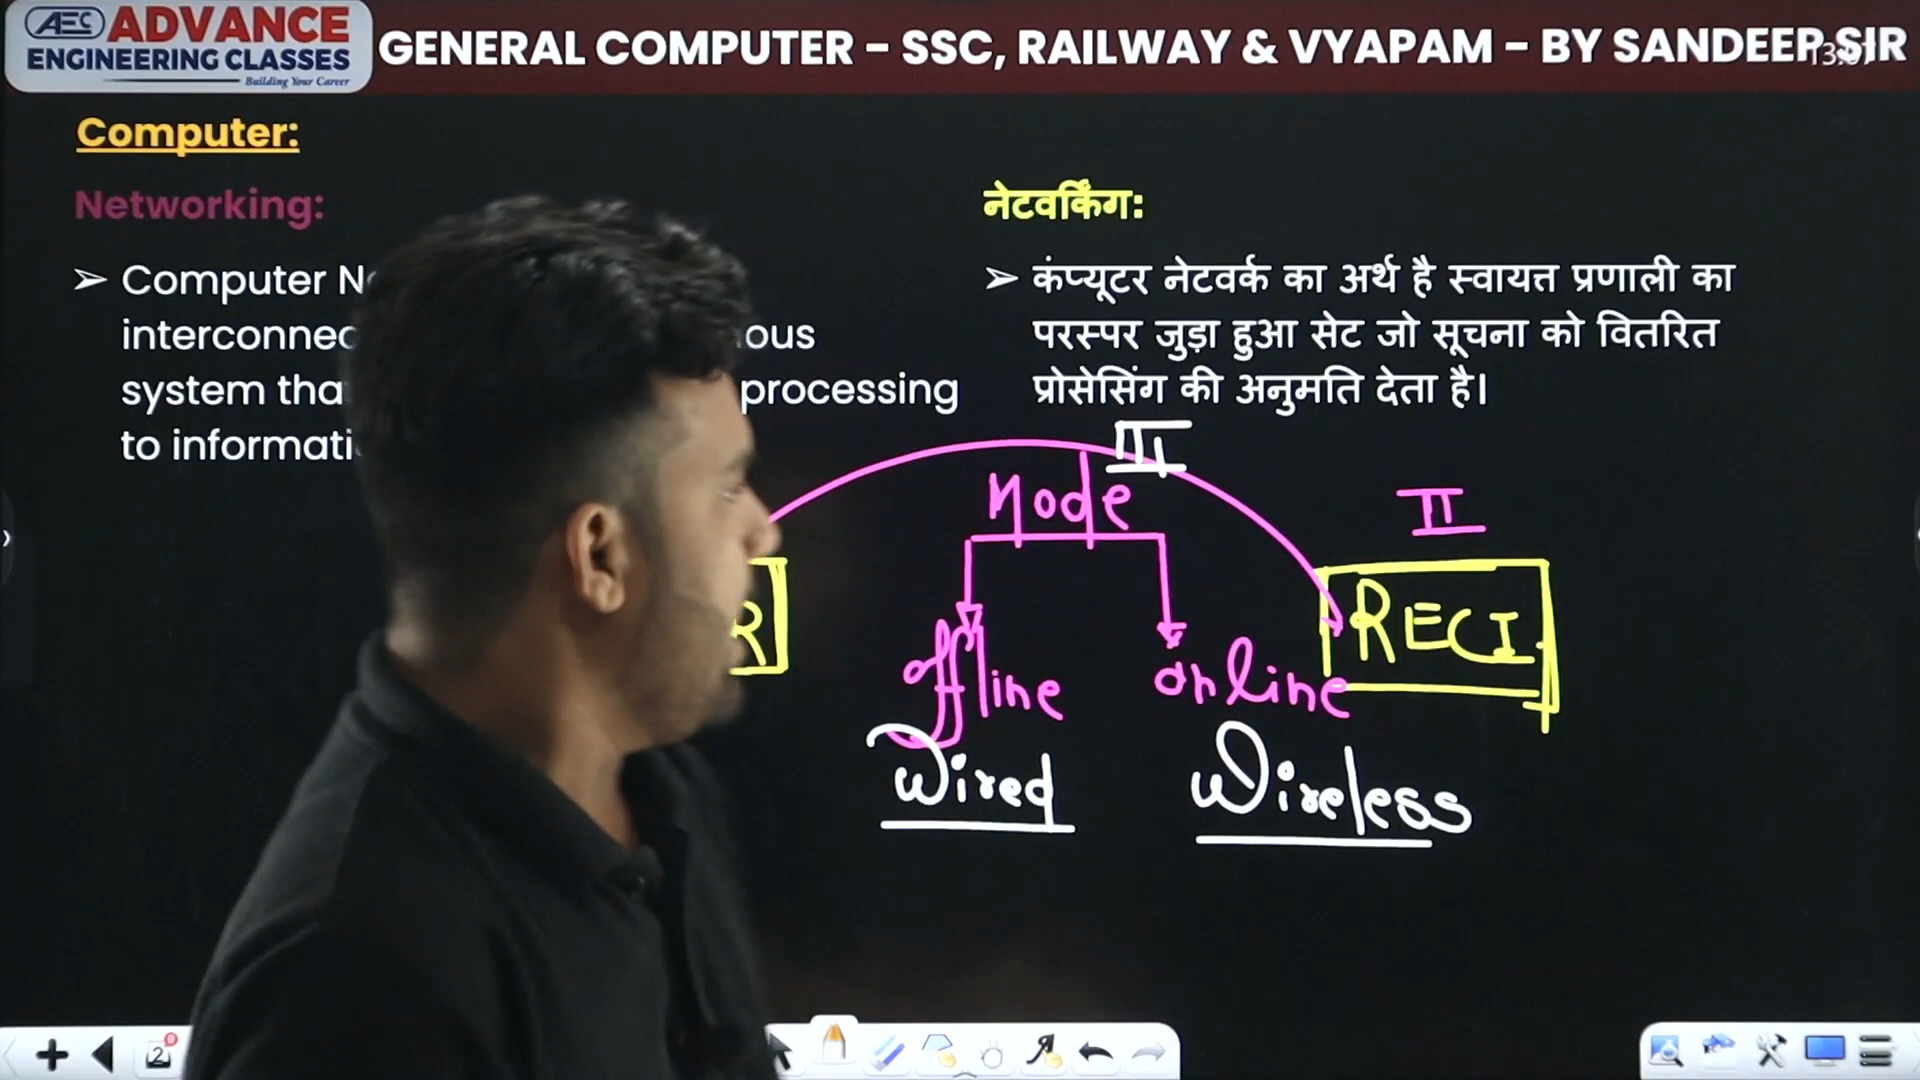 AEC ADVANCE
ENGINEERING CLASSES
Building Your Career
GENERAL COMPUTER - SSC, RAILWAY & VYAPAM - BY SANDEEP SIR
Computer:
Networking:
➢ Computer
interconnec ous
system tha processing
to informati
नेटवर्किंग:
➢ कंप्यूटर नेटवर्क का अर्थ है स्वायत्त प्रणाली का
परस्पर जुड़ा हुआ सेट जो सूचना को वितरित
प्रोसेसिंग की अनुमति देता है।
III
Mode
II
R
RECI
offline
online
Wired
Wireless
2